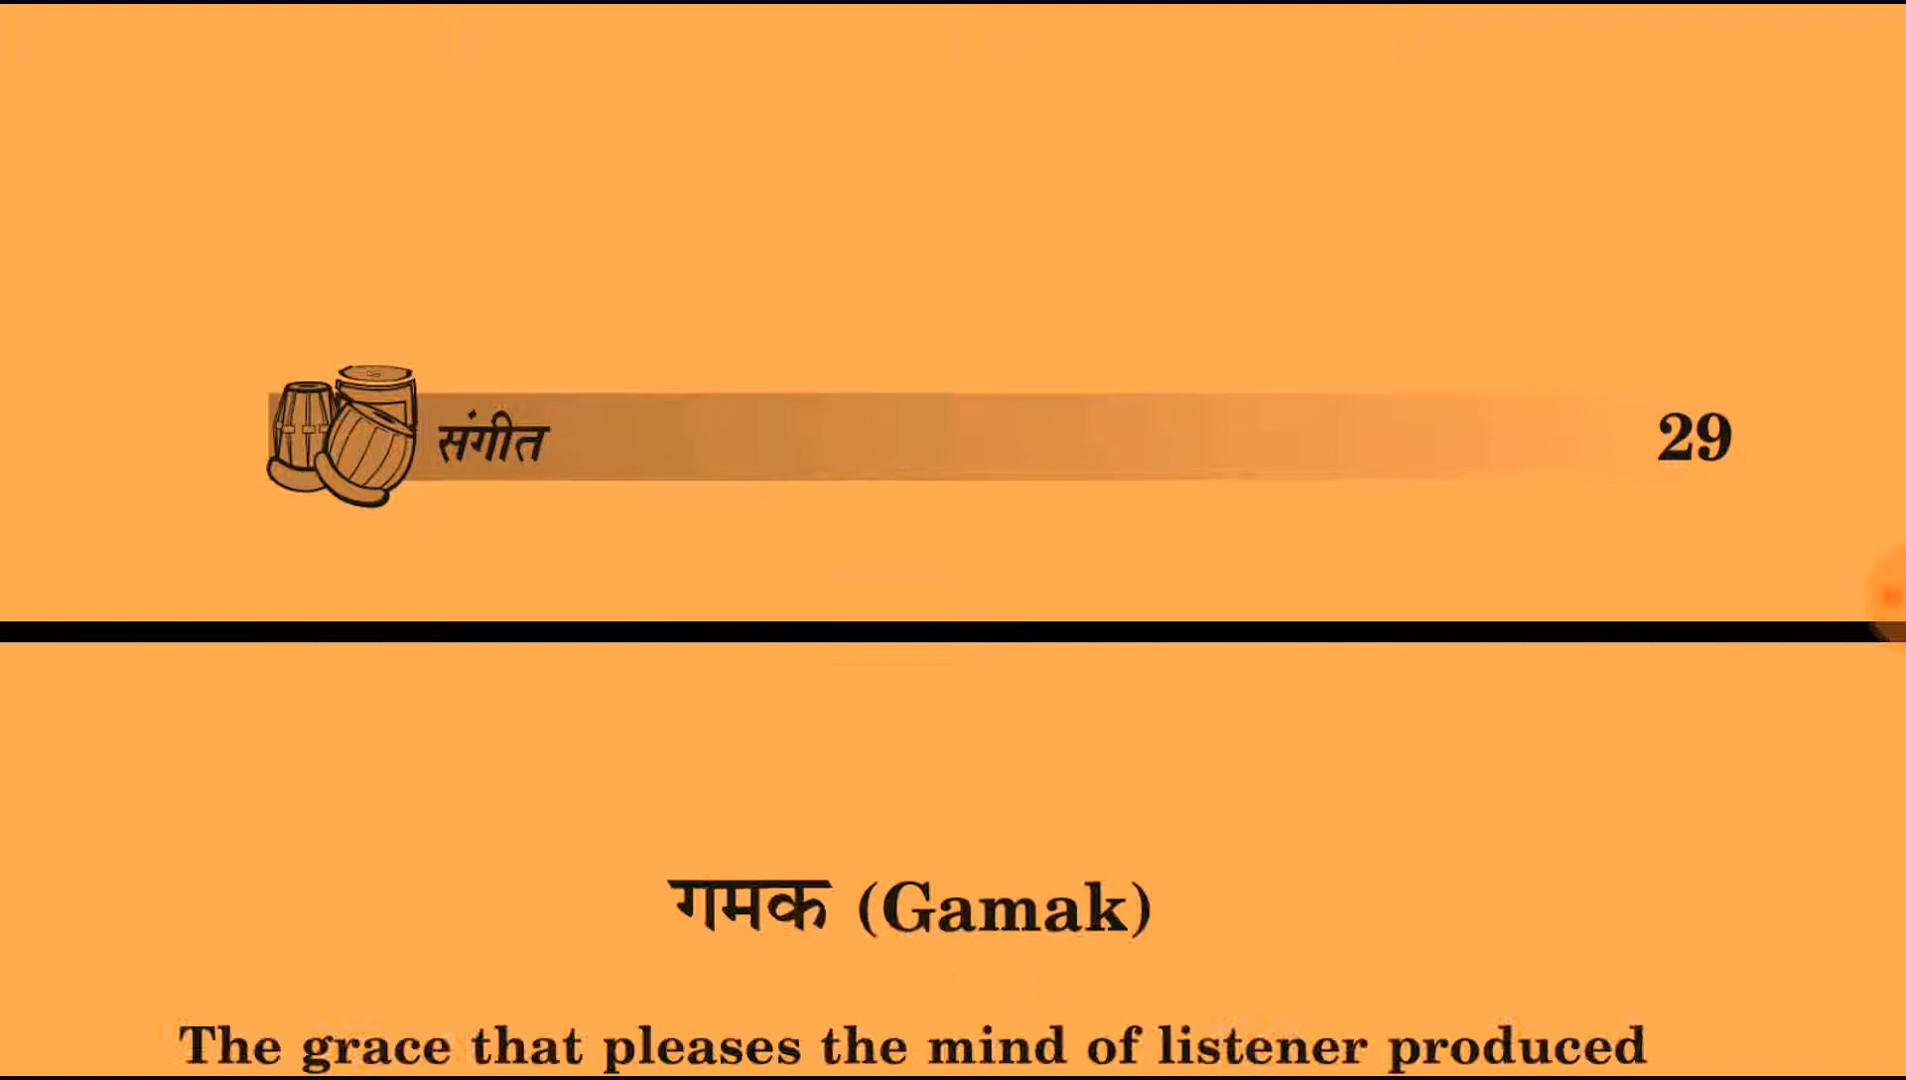 संगीत 29
गमक (Gamak)
The grace that pleases the mind of listener produced